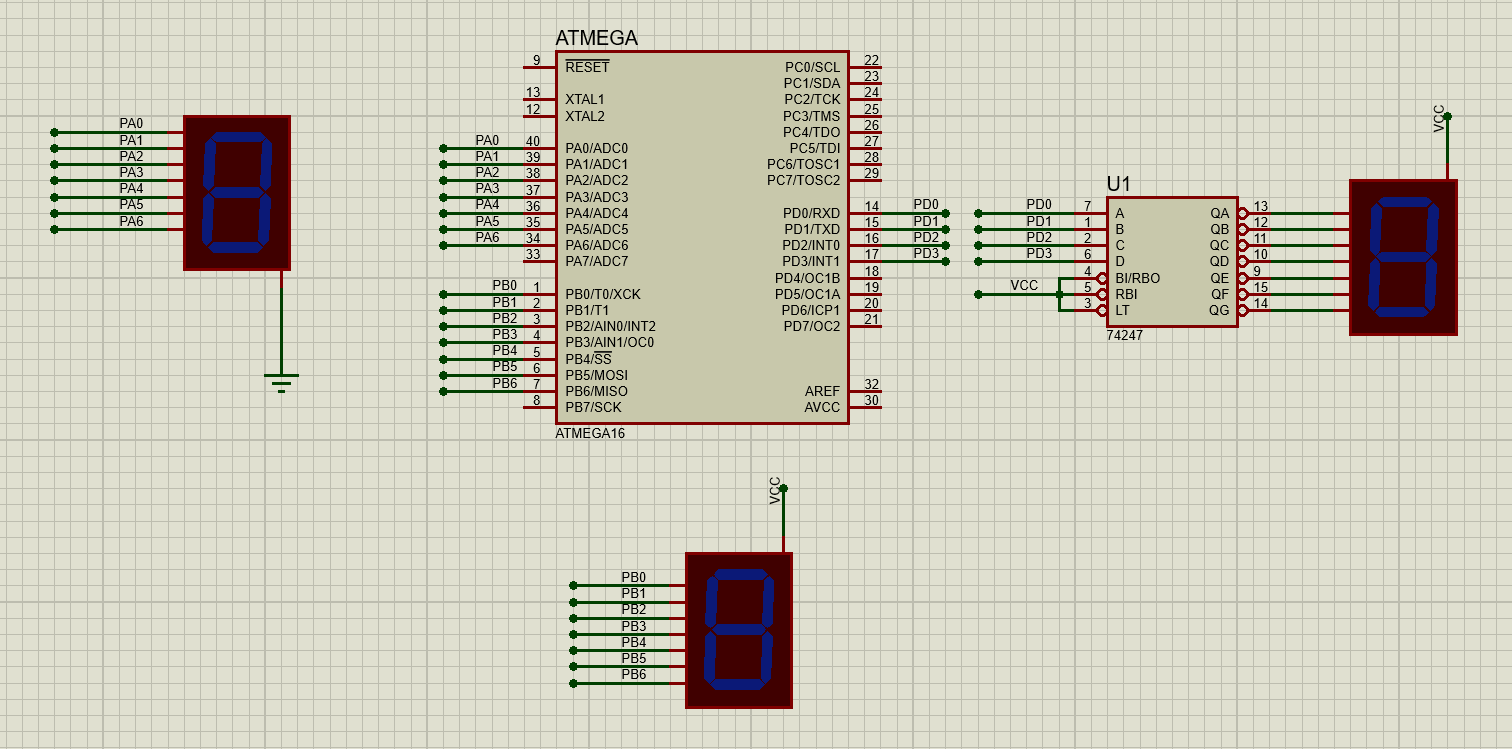 PA0
PA1
PA2
PA3
PA4
PA5
PA6
ATMEGA
9 RESET
13 XTAL1
12 XTAL2
PA0 40 PA0/ADC0
PA1 39 PA1/ADC1
PA2 38 PA2/ADC2
PA3 37 PA3/ADC3
PA4 36 PA4/ADC4
PA5 35 PA5/ADC5
PA6 34 PA6/ADC6
33 PA7/ADC7
PB0 1 PB0/T0/XCK
PB1 2 PB1/T1
PB2 3 PB2/AIN0/INT2
PB3 4 PB3/AIN1/OC0
PB4 5 PB4/SS
PB5 6 PB5/MOSI
PB6 7 PB6/MISO
8 PB7/SCK
PC0/SCL 22
PC1/SDA 23
PC2/TCK 24
PC3/TMS 25
PC4/TDO 26
PC5/TDI 27
PC6/TOSC1 28
PC7/TOSC2 29
PD0/RXD 14 PD0
PD1/TXD 15 PD1
PD2/INT0 16 PD2
PD3/INT1 17 PD3
PD4/OC1B 18
PD5/OC1A 19
PD6/ICP1 20
PD7/OC2 21
AREF 32
AVCC 30
ATMEGA16
U1
PD0 7 A QA 13
PD1 1 B QB 12
PD2 2 C QC 11
PD3 6 D QD 10
4 BI/RBO QE 9
VCC 5 RBI QF 15
3 LT QG 14
74247
VCC
VCC
PB0
PB1
PB2
PB3
PB4
PB5
PB6